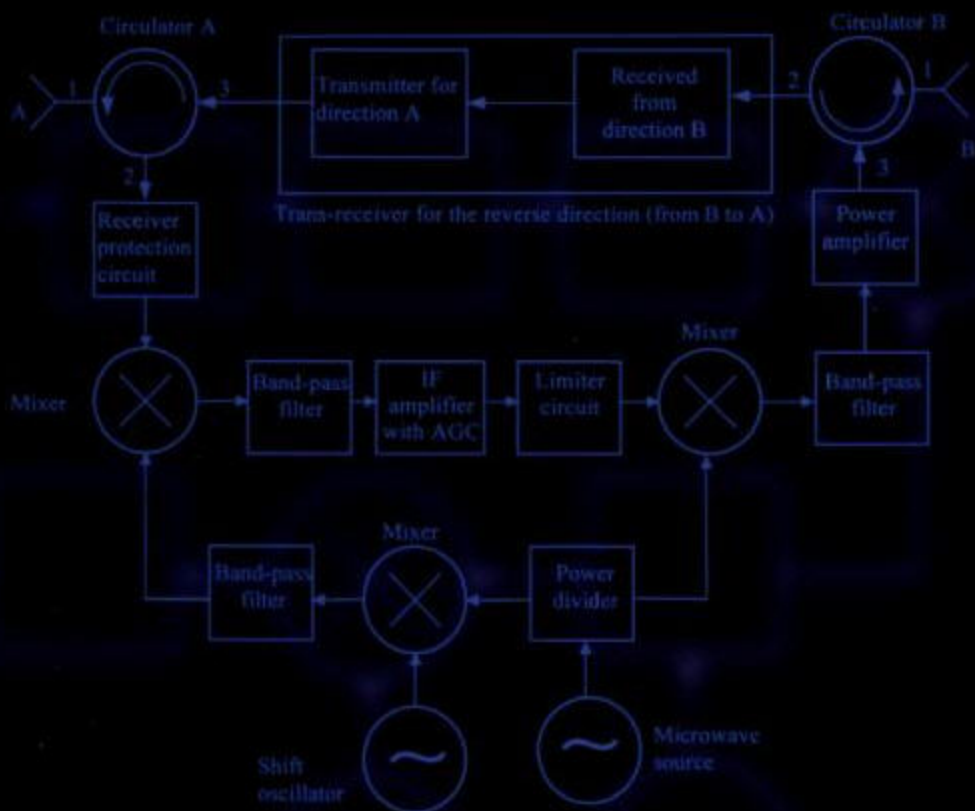 Circulator A
Circulator B
A
1
3
Transmitter for
direction A
Received
from
direction B
2
1
B
2
3
Trans-receiver for the reverse direction (from B to A)
Receiver
protection
circuit
Power
amplifier
Mixer
Mixer
Band-pass
filter
IF
amplifier
with AGC
Limiter
circuit
Band-pass
filter
Mixer
Band-pass
filter
Power
divider
Shift
oscillator
Microwave
source